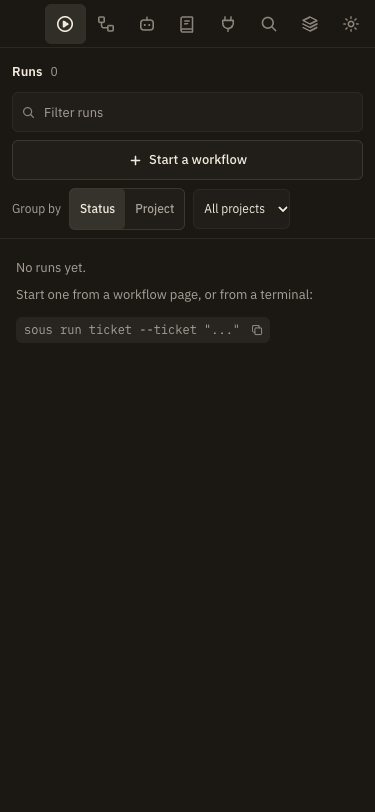 Runs 0
Filter runs
Start a workflow
Group by Status Project All projects
No runs yet.
Start one from a workflow page, or from a terminal:
sous run ticket --ticket "..."